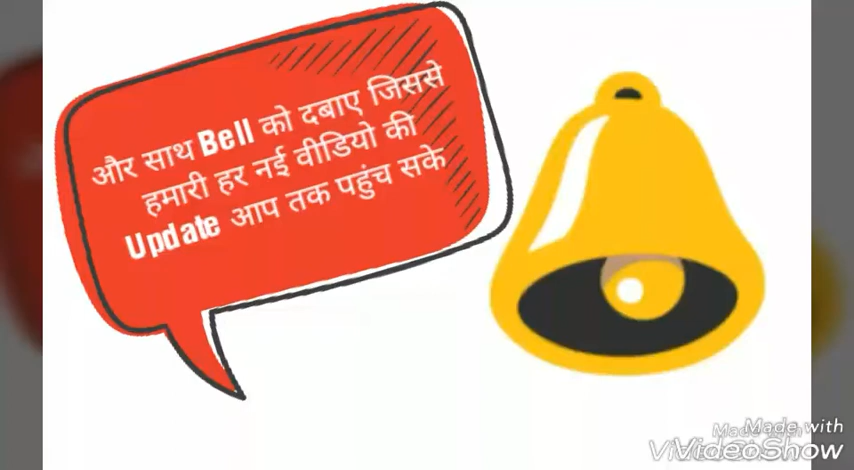 और साथ Bell को दबाए जिससे
हमारी हर नई वीडियो की
Update आप तक पहुंच सके
Made with
VideoShow